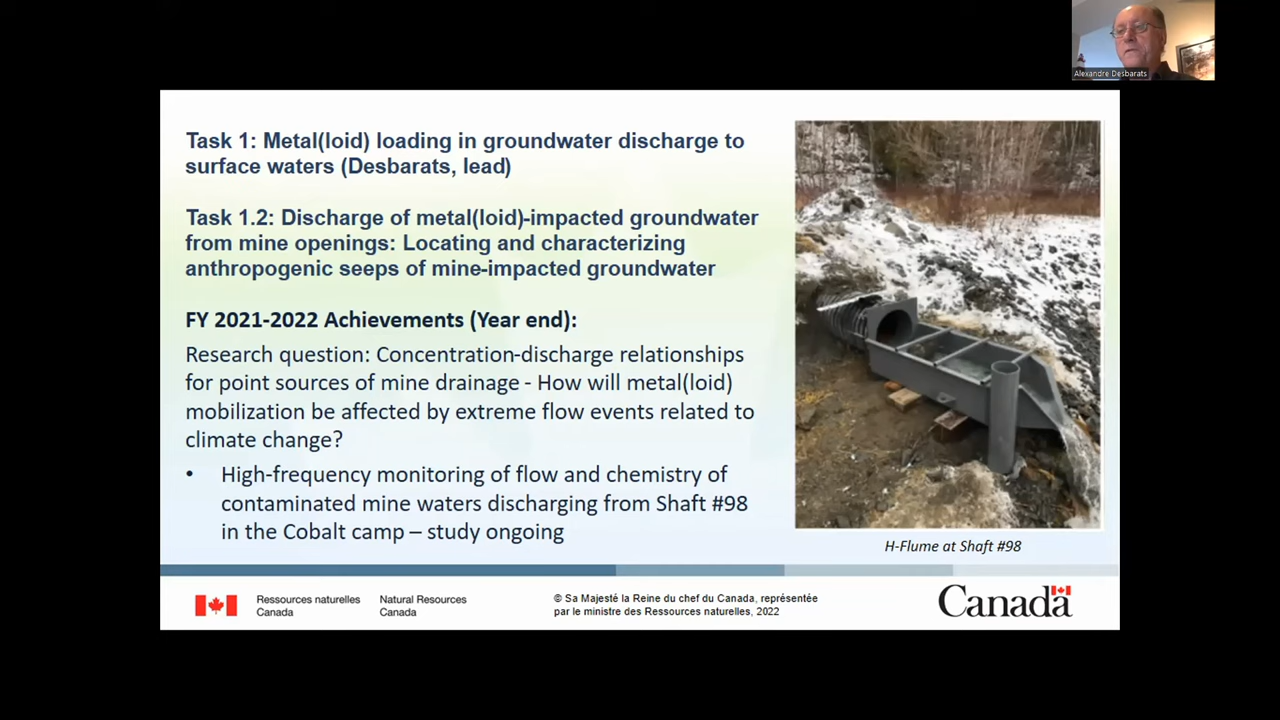 Alexandre Desbarats
Task 1: Metal(loid) loading in groundwater discharge to
surface waters (Desbarats, lead)
Task 1.2: Discharge of metal(loid)-impacted groundwater
from mine openings: Locating and characterizing
anthropogenic seeps of mine-impacted groundwater
FY 2021-2022 Achievements (Year end):
Research question: Concentration-discharge relationships
for point sources of mine drainage - How will metal(loid)
mobilization be affected by extreme flow events related to
climate change?
• High-frequency monitoring of flow and chemistry of
contaminated mine waters discharging from Shaft #98
in the Cobalt camp – study ongoing
H-Flume at Shaft #98
Ressources naturelles
Canada
Natural Resources
Canada
© Sa Majesté la Reine du chef du Canada, représentée
par le ministre des Ressources naturelles, 2022
Canada